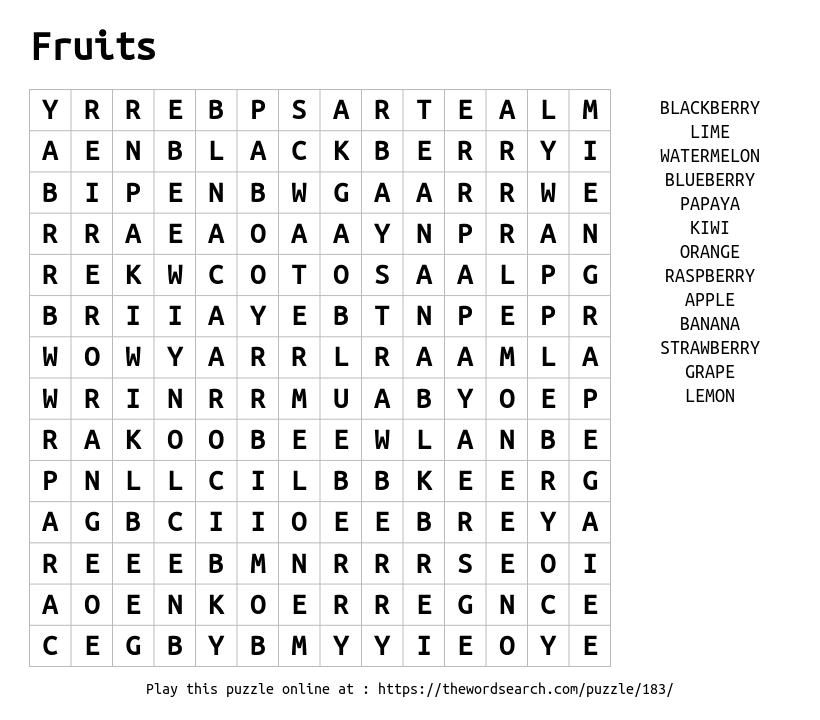 Fruits
Y R R E B P S A R T E A L M
A E N B L A C K B E R R Y I
B I P E N B W G A A R R W E
R R A E A O A A Y N P R A N
R E K W C O T O S A A L P G
B R I I A Y E B T N P E P R
W O W Y A R R L R A A M L A
W R I N R R M U A B Y O E P
R A K O O B E E W L A N B E
P N L L C I L B B K E E R G
A G B C I I O E E B R E Y A
R E E E B M N R R R S E O I
A O E N K O E R R E G N C E
C E G B Y B M Y Y I E O Y E
BLACKBERRY
LIME
WATERMELON
BLUEBERRY
PAPAYA
KIWI
ORANGE
RASPBERRY
APPLE
BANANA
STRAWBERRY
GRAPE
LEMON
Play this puzzle online at : https://thewordsearch.com/puzzle/183/